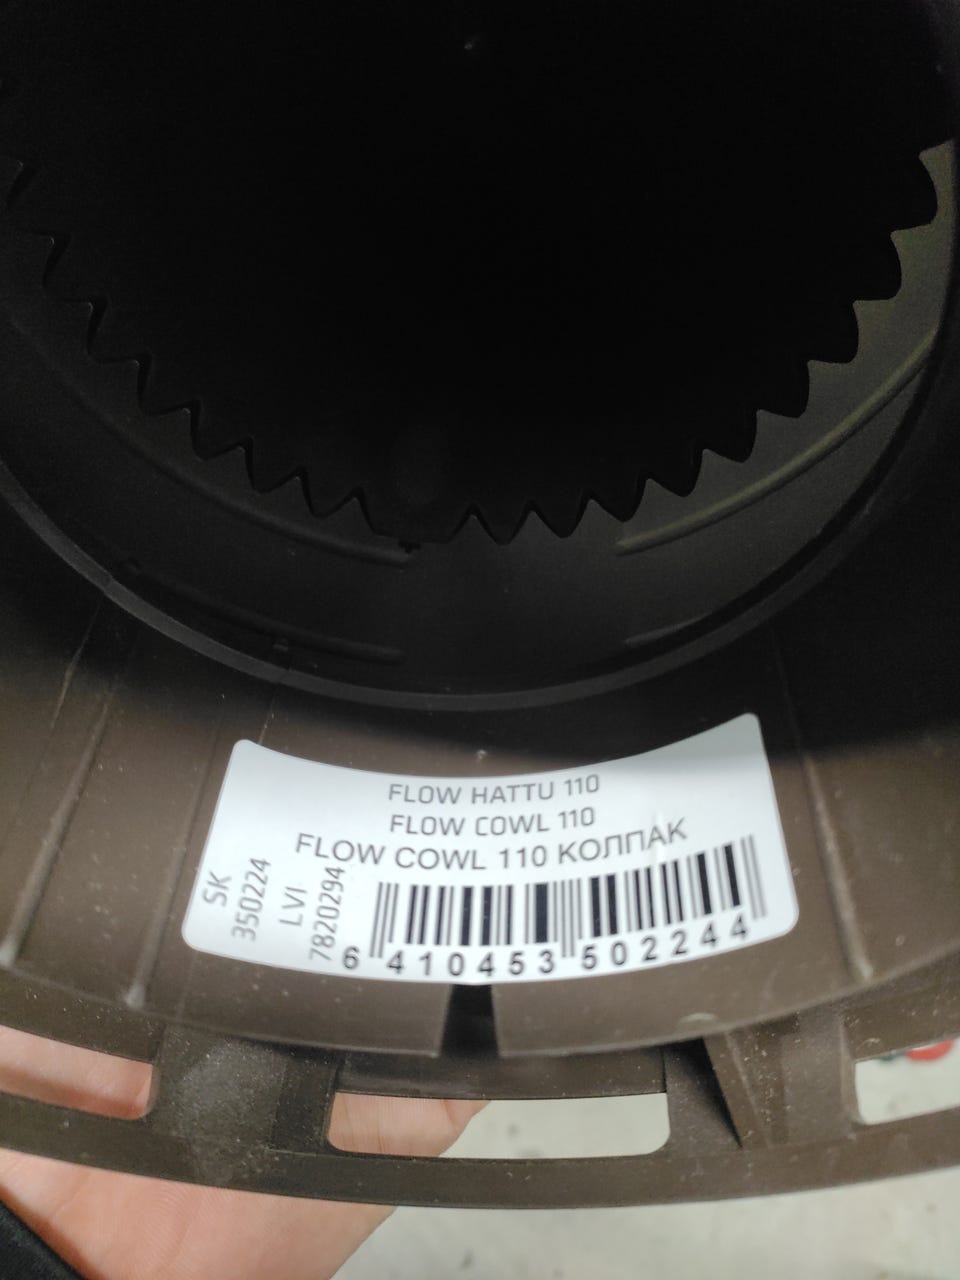 FLOW HATTU 110
FLOW COWL 110
FLOW COWL 110 КОЛПАК
SK
350224
LVI
7820294
6 410453 502244